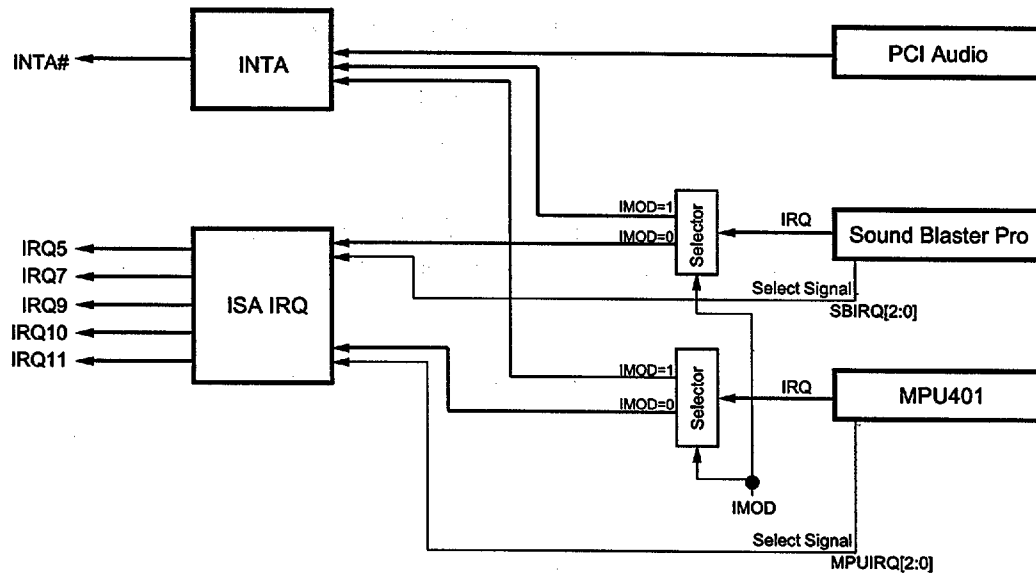 PCI Audio
INTA#
INTA
IMOD=1
IRQ
Sound Blaster Pro
IMOD=0
Selector
IRQ5
IRQ7
ISA IRQ
Select Signal
SBIRQ[2:0]
IRQ9
IRQ10
IRQ11
IMOD=1
IRQ
MPU401
IMOD=0
Selector
IMOD
Select Signal
MPUIRQ[2:0]